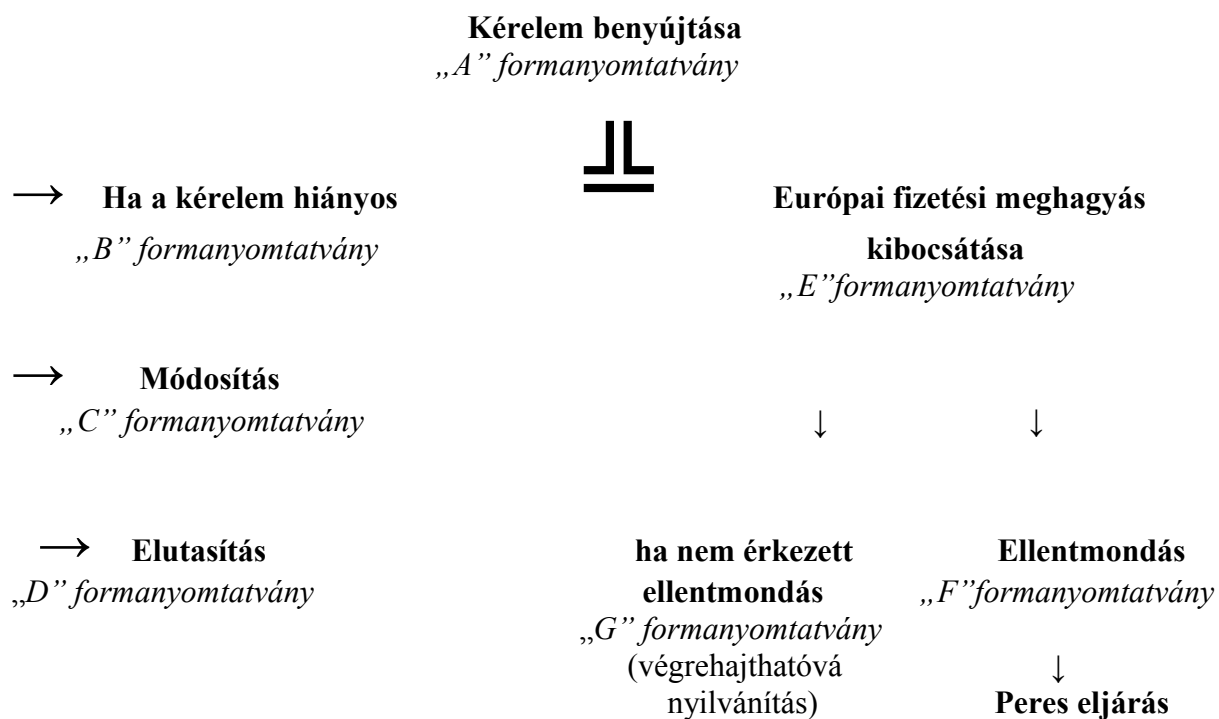 Kérelem benyújtása
„A” formanyomtatvány
→ Ha a kérelem hiányos
„B” formanyomtatvány
Európai fizetési meghagyás
kibocsátása
„E”formanyomtatvány
→ Módosítás
„C” formanyomtatvány
↓ ↓
→ Elutasítás
„D” formanyomtatvány
ha nem érkezett
ellentmondás
„G” formanyomtatvány
(végrehajthatóvá
nyilvánítás)
Ellentmondás
„F”formanyomtatvány
↓
Peres eljárás